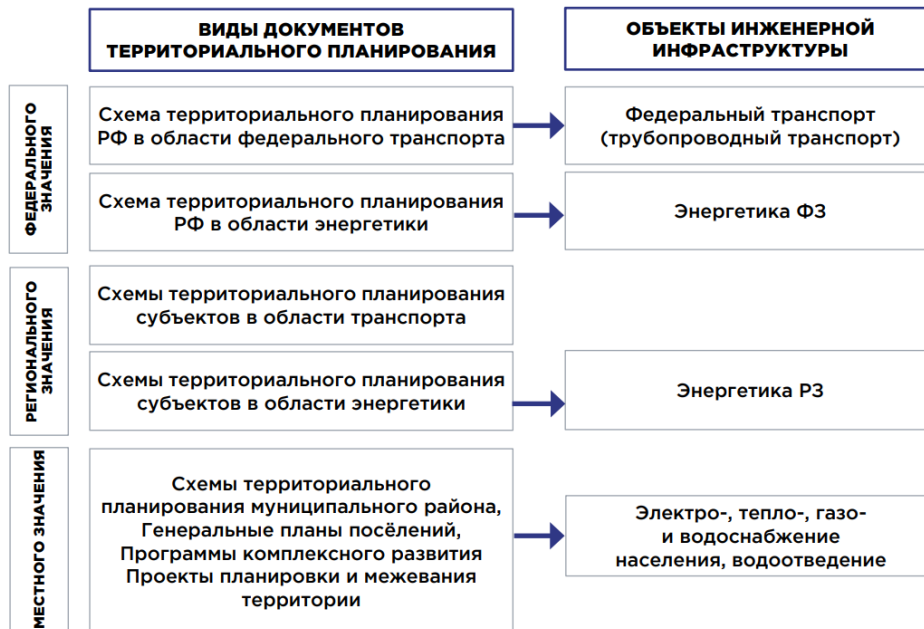 ВИДЫ ДОКУМЕНТОВ
ТЕРРИТОРИАЛЬНОГО ПЛАНИРОВАНИЯ
ОБЪЕКТЫ ИНЖЕНЕРНОЙ
ИНФРАСТРУКТУРЫ
ФЕДЕРАЛЬНОГО
ЗНАЧЕНИЯ
Схема территориального планирования
РФ в области федерального транспорта
Федеральный транспорт
(трубопроводный транспорт)
Схема территориального планирования
РФ в области энергетики
Энергетика ФЗ
РЕГИОНАЛЬНОГО
ЗНАЧЕНИЯ
Схемы территориального планирования
субъектов в области транспорта
Схемы территориального планирования
субъектов в области энергетики
Энергетика РЗ
МЕСТНОГО ЗНАЧЕНИЯ
Схемы территориального
планирования муниципального района,
Генеральные планы посёлений,
Программы комплексного развития
Проекты планировки и межевания
территории
Электро-, тепло-, газо-
и водоснабжение
населения, водоотведение